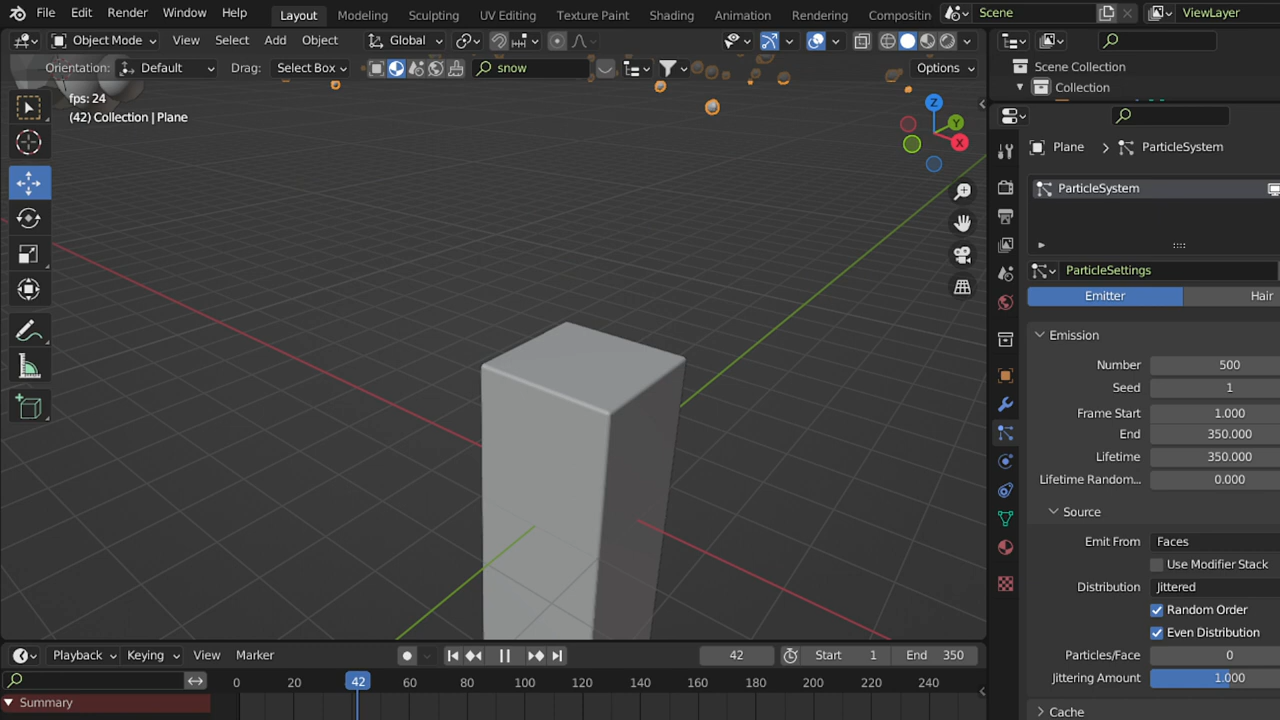 File Edit Render Window Help Layout Modeling Sculpting UV Editing Texture Paint Shading Animation Rendering Compositin Scene ViewLayer
Object Mode View Select Add Object Global
Orientation: Default Drag: Select Box snow Options
Scene Collection
Collection
fps: 24
(42) Collection | Plane
Z
Y
X
Plane ParticleSystem
ParticleSystem
ParticleSettings
Emitter Hair
Emission
Number 500
Seed 1
Frame Start 1.000
End 350.000
Lifetime 350.000
Lifetime Random... 0.000
Source
Emit From Faces
Use Modifier Stack
Distribution Jittered
Random Order
Even Distribution
Particles/Face 0
Jittering Amount 1.000
Cache
Playback Keying View Marker 42 Start 1 End 350
0 20 42 60 80 100 120 140 160 180 200 220 240
Summary